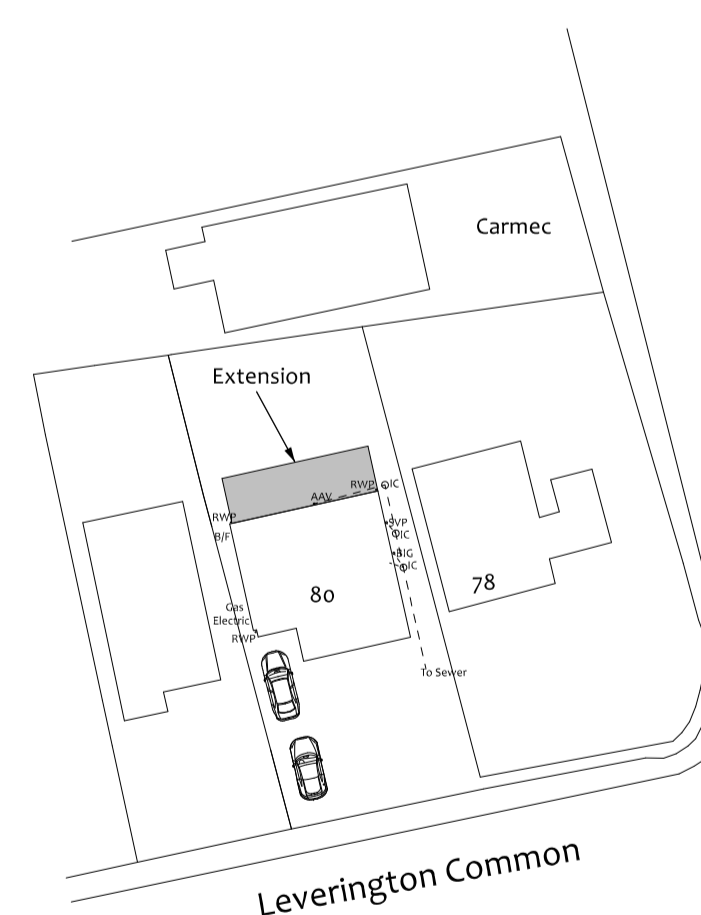 Carmec
Extension
RWP IC
AAV
RWP
SVP
B/F
IC
BIG
IC
80
78
Gas
Electric
RWP
To Sewer
Leverington Common